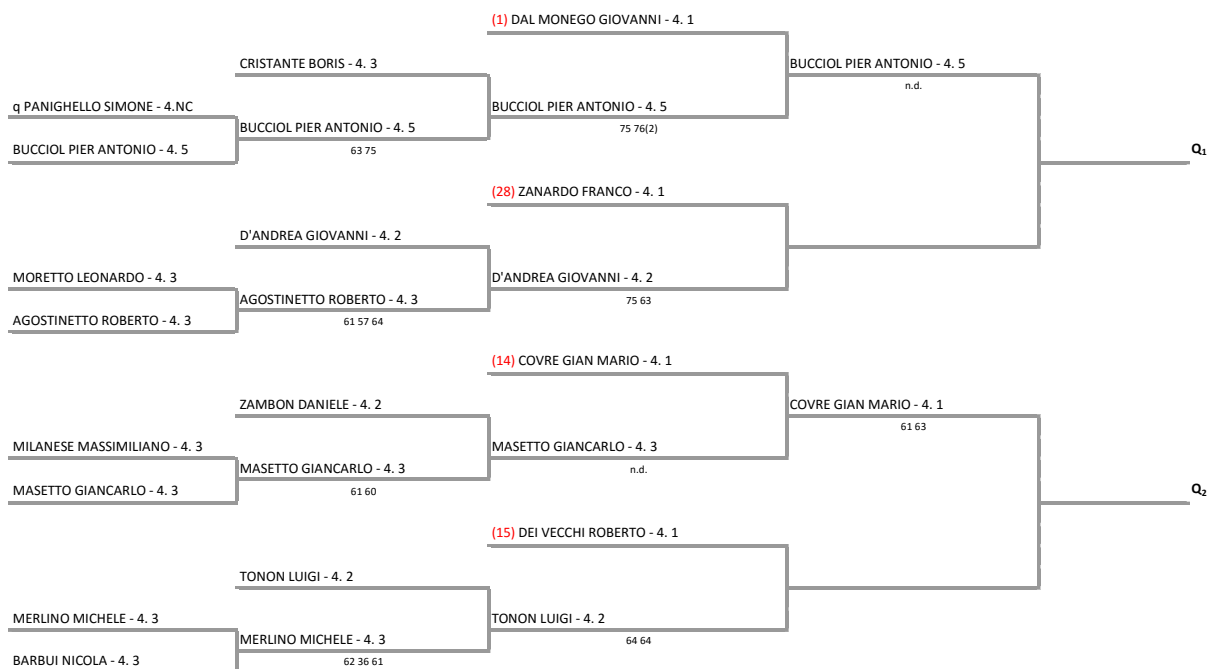 (1) DAL MONEGO GIOVANNI - 4. 1
CRISTANTE BORIS - 4. 3
BUCCIOL PIER ANTONIO - 4. 5
n.d.
q PANIGHELLO SIMONE - 4.NC
BUCCIOL PIER ANTONIO - 4. 5
75 76(2)
BUCCIOL PIER ANTONIO - 4. 5
63 75
BUCCIOL PIER ANTONIO - 4. 5
Q₁
(28) ZANARDO FRANCO - 4. 1
D'ANDREA GIOVANNI - 4. 2
MORETTO LEONARDO - 4. 3
D'ANDREA GIOVANNI - 4. 2
75 63
AGOSTINETTO ROBERTO - 4. 3
61 57 64
AGOSTINETTO ROBERTO - 4. 3
(14) COVRE GIAN MARIO - 4. 1
ZAMBON DANIELE - 4. 2
COVRE GIAN MARIO - 4. 1
61 63
MILANESE MASSIMILIANO - 4. 3
MASETTO GIANCARLO - 4. 3
n.d.
MASETTO GIANCARLO - 4. 3
61 60
MASETTO GIANCARLO - 4. 3
Q₂
(15) DEI VECCHI ROBERTO - 4. 1
TONON LUIGI - 4. 2
MERLINO MICHELE - 4. 3
TONON LUIGI - 4. 2
64 64
MERLINO MICHELE - 4. 3
62 36 61
BARBUI NICOLA - 4. 3